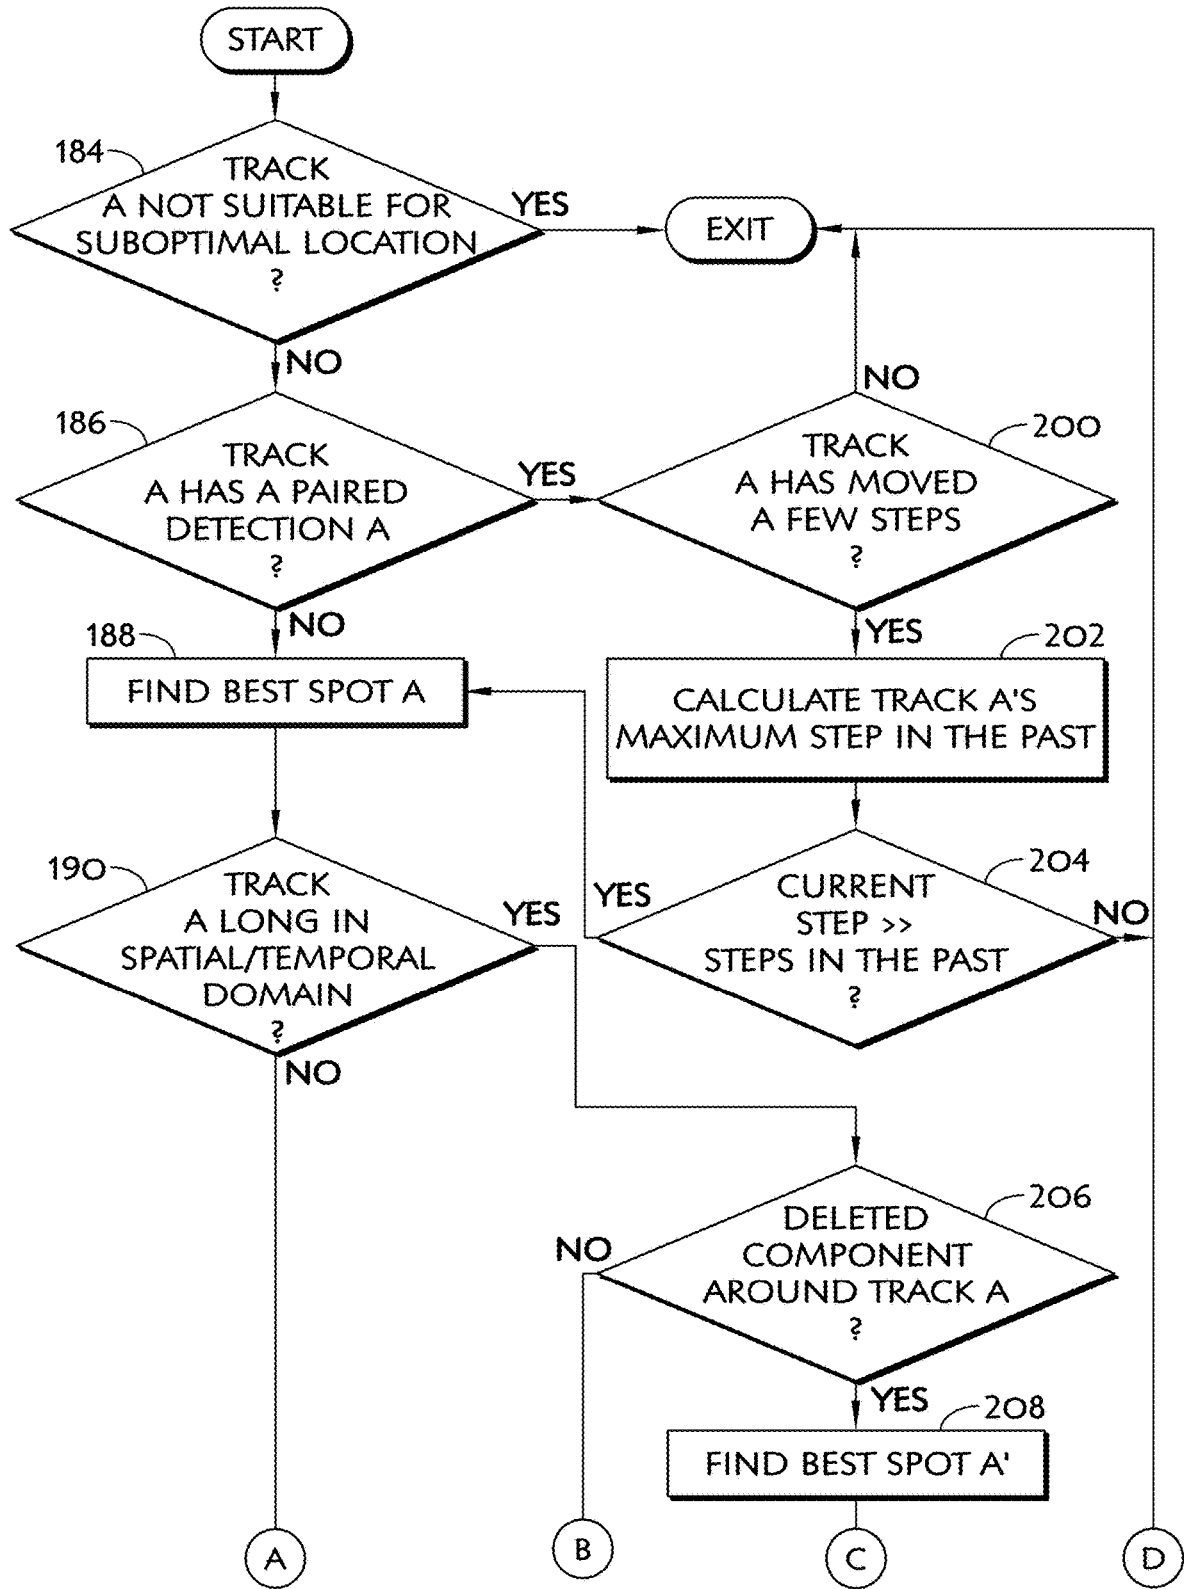 START
184
TRACK
A NOT SUITABLE FOR
SUBOPTIMAL LOCATION
?
YES
EXIT
NO
186
TRACK
A HAS A PAIRED
DETECTION A
?
YES
NO
NO
200
TRACK
A HAS MOVED
A FEW STEPS
?
YES
188
FIND BEST SPOT A
202
CALCULATE TRACK A'S
MAXIMUM STEP IN THE PAST
190
TRACK
A LONG IN
SPATIAL/TEMPORAL
DOMAIN
?
YES
NO
204
YES
CURRENT
STEP >>
STEPS IN THE PAST
?
NO
206
NO
DELETED
COMPONENT
AROUND TRACK A
?
YES
208
FIND BEST SPOT A'
A
B
C
D